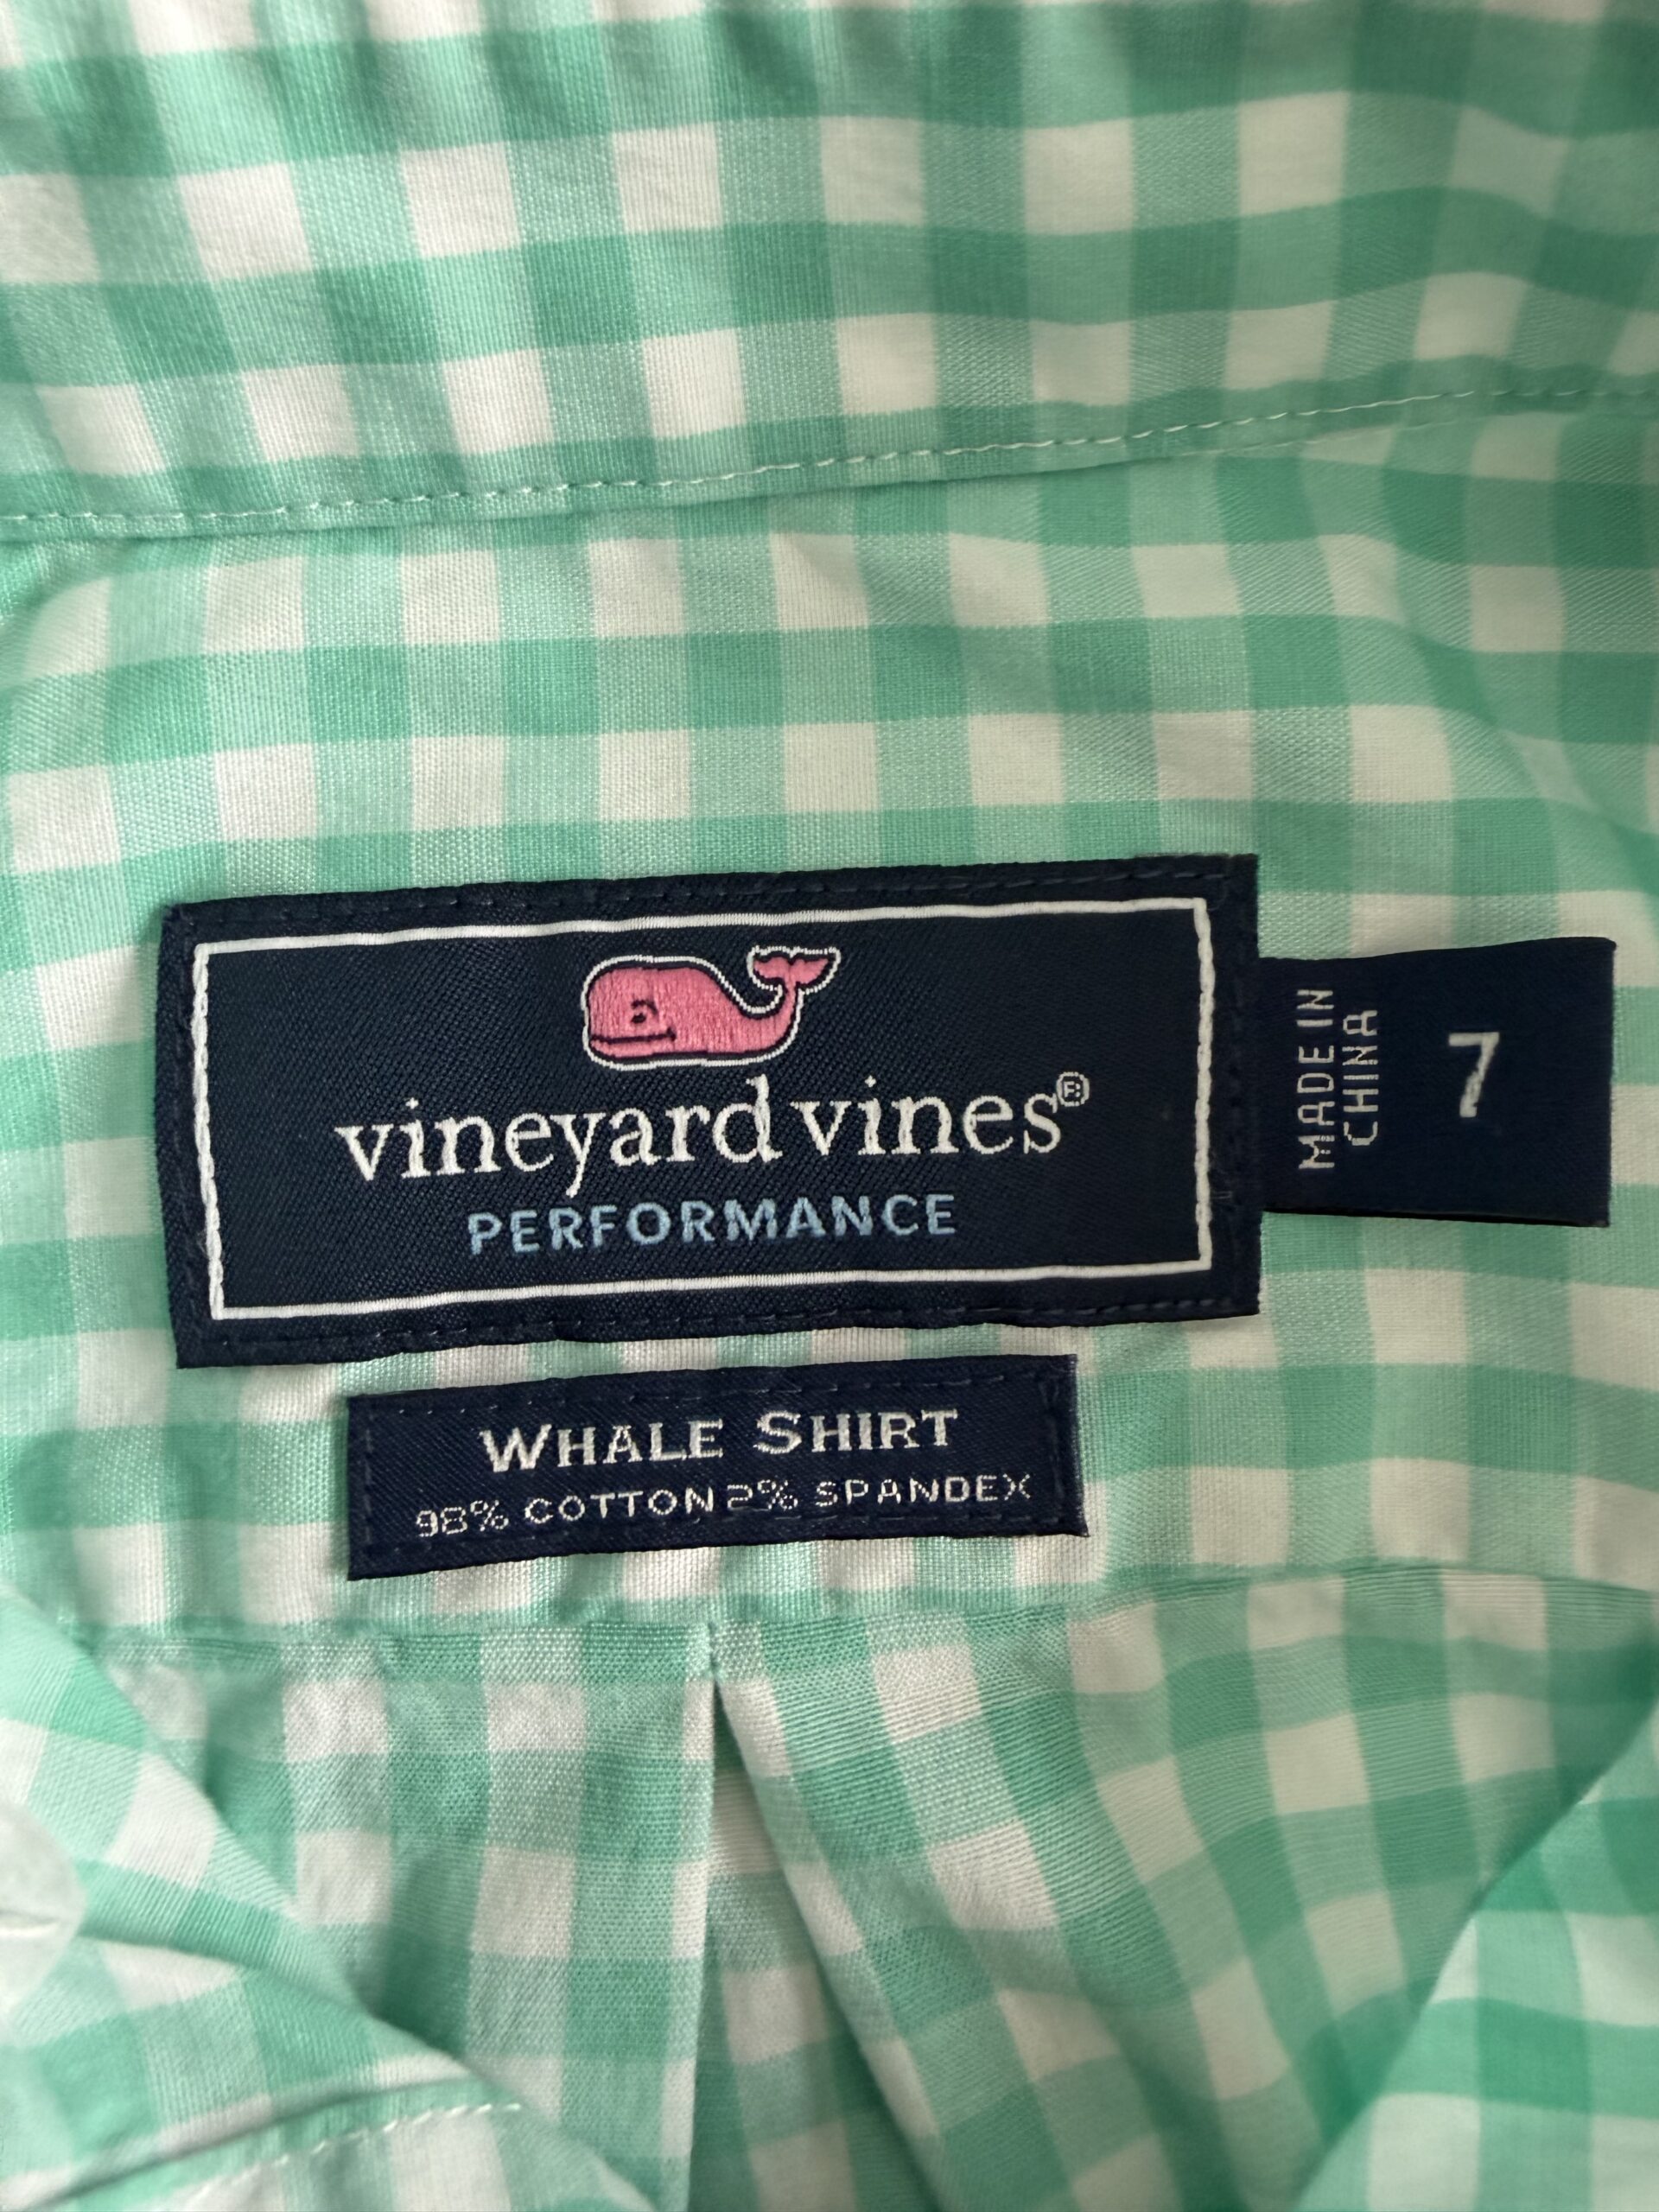 vineyard vines®
PERFORMANCE
MADE IN
CHINA
7
WHALE SHIRT
98% COTTON 2% SPANDEX